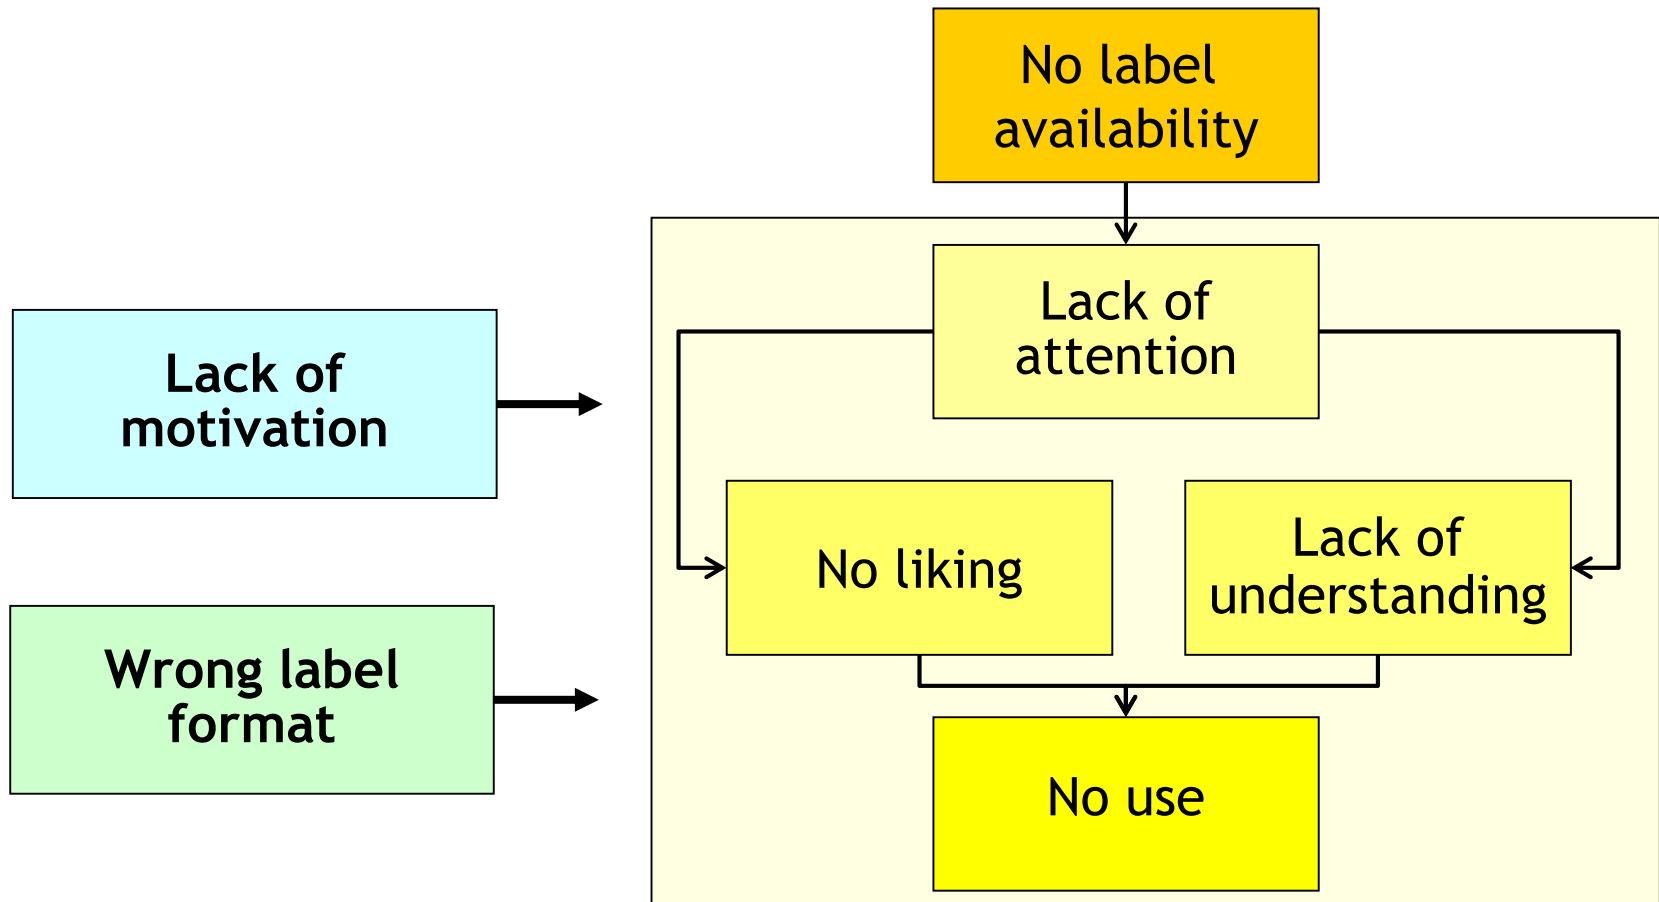 No label
availability
Lack of
attention
Lack of
motivation
No liking
Lack of
understanding
Wrong label
format
No use